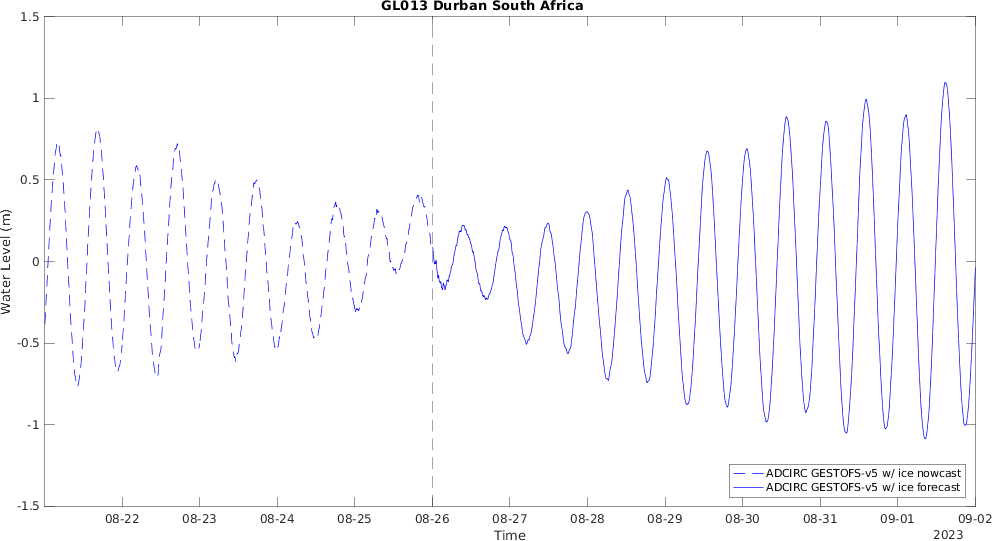 GL013 Durban South Africa
1.5
1
0.5
0
-0.5
-1
-1.5
Water Level (m)
ADCIRC GESTOFS-v5 w/ ice nowcast
ADCIRC GESTOFS-v5 w/ ice forecast
08-22 08-23 08-24 08-25 08-26 08-27 08-28 08-29 08-30 08-31 09-01 09-02
Time
2023